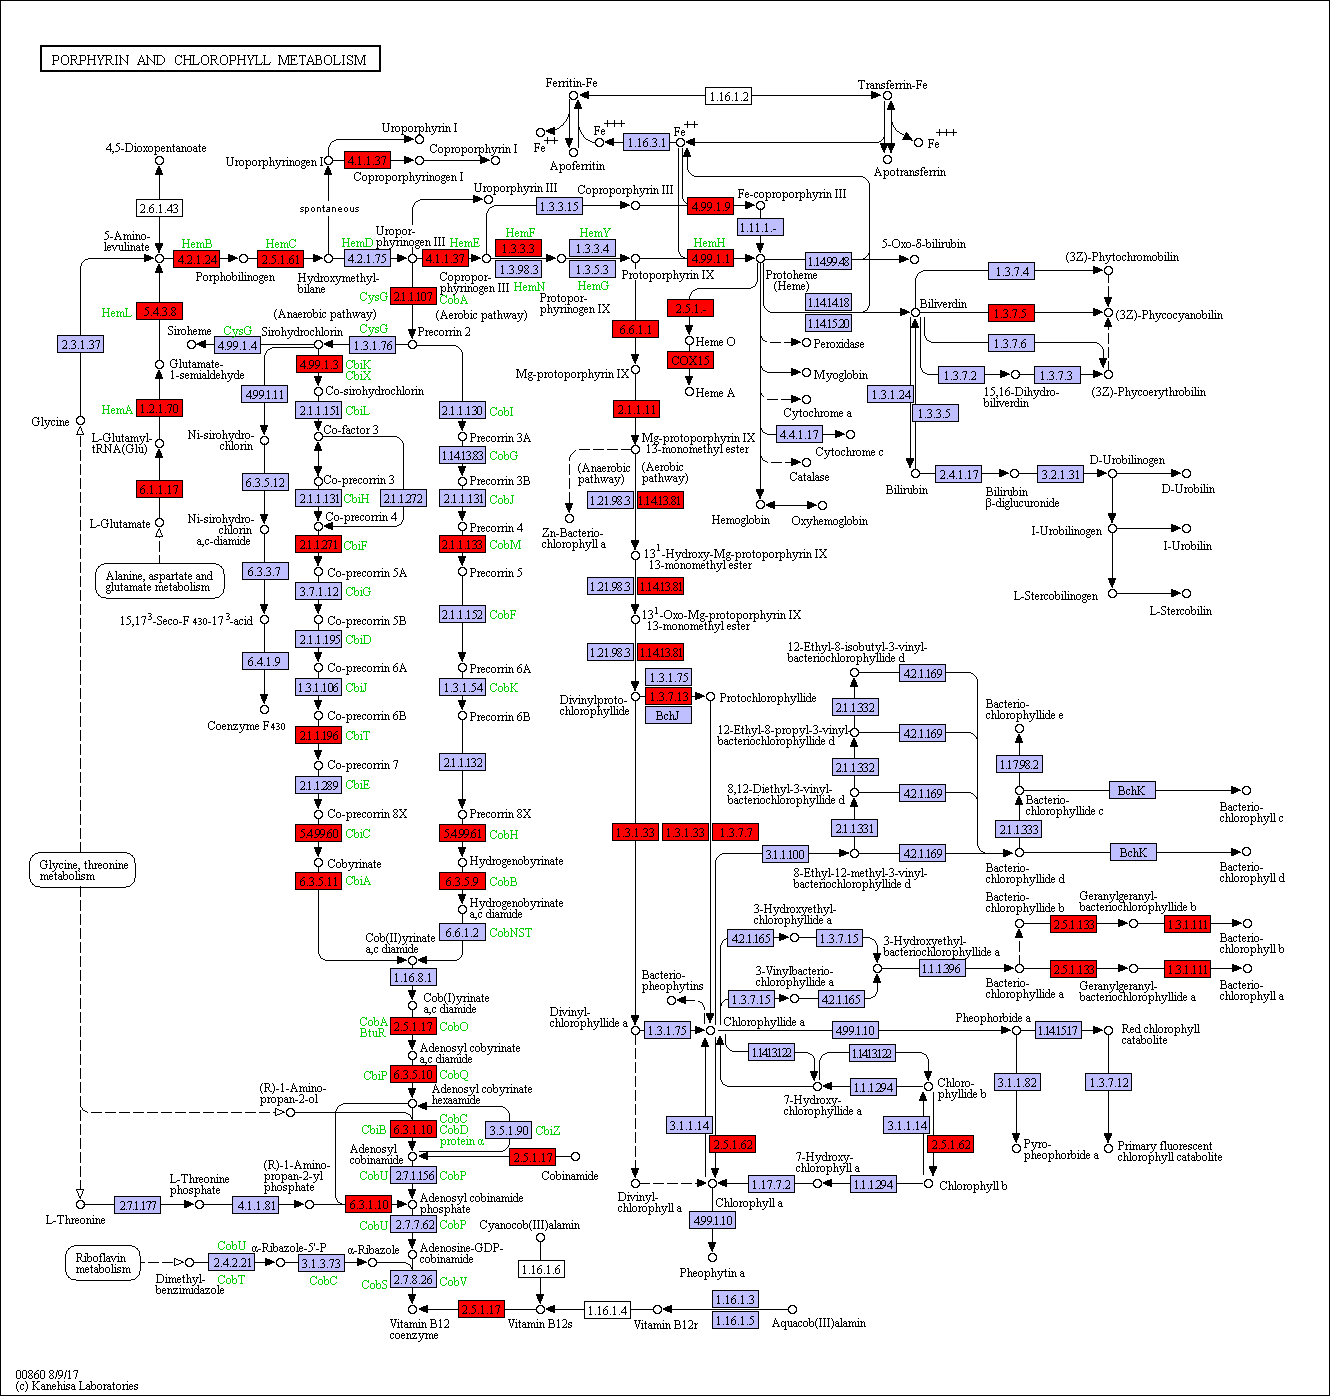 PORPHYRIN AND CHLOROPHYLL METABOLISM
Ferritin-Fe
Transferrin-Fe
1.16.1.2
Fe+++
Fe++
Fe++
Fe+++
1.16.3.1
Apoferritin
Apotransferrin
Uroporphyrin I
4,5-Dioxopentanoate
Uroporphyrinogen I
4.1.1.37
Coproporphyrin I
Coproporphyrinogen I
2.6.1.43
spontaneous
Uroporphyrin III
Coproporphyrin III
1.3.3.15
4.99.1.9
Fe-coproporphyrin III
1.11.1.-
5-Amino-
levulinate
HemB
4.2.1.24
Porphobilinogen
HemC
2.5.1.61
Hydroxymethyl-
bilane
HemD
4.2.1.75
Uropor-
phyrinogen III
HemE
4.1.1.37
Copropor-
phyrinogen III
HemF
1.3.3.3
1.3.98.3
HemN
HemY
1.3.3.4
1.3.5.3
HemG
Protopor-
phyrinogen IX
Protoporphyrin IX
HemH
4.99.1.1
Protoheme
(Heme)
1.14.99.48
5-Oxo-δ-bilirubin
1.14.14.18
1.14.15.20
Biliverdin
1.3.7.4
(3Z)-Phytochromobilin
1.3.7.5
(3Z)-Phycocyanobilin
1.3.7.6
1.3.7.2
15,16-Dihydro-
biliverdin
1.3.7.3
(3Z)-Phycoerythrobilin
CysG
2.1.1.107
CobA
(Anaerobic pathway)
(Aerobic pathway)
HemL
5.4.3.8
2.3.1.37
Siroheme
CysG
4.99.1.4
Sirohydrochlorin
CysG
1.3.1.76
Precorrin 2
2.5.1.-
6.6.1.1
Heme O
COX15
Heme A
Peroxidase
Myoglobin
Cytochrome a
4.4.1.17
Cytochrome c
Catalase
Hemoglobin
Oxyhemoglobin
1.3.1.24
1.3.3.5
Bilirubin
2.4.1.17
Bilirubin
β-diglucuronide
3.2.1.31
D-Urobilinogen
D-Urobilin
I-Urobilinogen
I-Urobilin
L-Stercobilinogen
L-Stercobilin
Glutamate-
1-semialdehyde
HemA
1.2.1.70
Glycine
L-Glutamyl-
tRNA(Glu)
6.1.1.17
L-Glutamate
Alanine, aspartate and
glutamate metabolism
4.99.1.3
CbiK
CbiX
4.99.1.11
Co-sirohydrochlorin
2.1.1.151
CbiL
Ni-sirohydro-
chlorin
Co-factor 3
6.3.5.12
Co-precorrin 3
2.1.1.131
CbiH
2.1.1.272
Ni-sirohydro-
chlorin
a,c-diamide
Co-precorrin 4
2.1.1.271
CbiF
6.3.3.7
Co-precorrin 5A
3.7.1.12
CbiG
15,17³-Seco-F 430-17³-acid
Co-precorrin 5B
2.1.1.195
CbiD
6.4.1.9
Co-precorrin 6A
1.3.1.106
CbiJ
Coenzyme F430
Co-precorrin 6B
2.1.1.196
CbiT
Co-precorrin 7
2.1.1.289
CbiE
Co-precorrin 8X
5.4.99.60
CbiC
Cobyrinate
6.3.5.11
CbiA
2.1.1.130
CobI
Precorrin 3A
1.14.13.83
CobG
Precorrin 3B
2.1.1.131
CobJ
Precorrin 4
2.1.1.133
CobM
Precorrin 5
2.1.1.152
CobF
Precorrin 6A
1.3.1.54
CobK
Precorrin 6B
2.1.1.132
Precorrin 8X
5.4.99.61
CobH
Hydrogenobyrinate
6.3.5.9
CobB
Hydrogenobyrinate
a,c diamide
6.6.1.2
CobNST
Cob(II)yrinate
a,c diamide
1.16.8.1
Cob(I)yrinate
a,c diamide
CobA
BtuR
2.5.1.17
CobO
Adenosyl cobyrinate
a,c diamide
CbiP
6.3.5.10
CobQ
Adenosyl cobyrinate
hexaamide
CbiB
6.3.1.10
CobC
CobD
protein α
3.5.1.90
CbiZ
Adenosyl
cobinamide
2.5.1.17
Cobinamide
CobU
2.7.1.156
CobP
6.3.1.10
Adenosyl cobinamide
phosphate
CobU
2.7.7.62
CobP
Adenosine-GDP-
cobinamide
CobS
2.7.8.26
CobV
Vitamin B12
coenzyme
2.5.1.17
Vitamin B12s
Cyanocob(III)alamin
1.16.1.6
1.16.1.4
Vitamin B12r
1.16.1.3
1.16.1.5
Aquacob(III)alamin
Glycine, threonine
metabolism
(R)-1-Amino-
propan-2-ol
L-Threonine
2.7.1.177
L-Threonine
phosphate
4.1.1.81
(R)-1-Amino-
propan-2-yl
phosphate
Riboflavin
metabolism
Dimethyl-
benzimidazole
CobU
2.4.2.21
CobT
α-Ribazole-5'-P
3.1.3.73
CobC
α-Ribazole
Mg-protoporphyrin IX
2.1.1.11
Mg-protoporphyrin IX
13-monomethyl ester
(Anaerobic
pathway)
(Aerobic
pathway)
1.21.98.3
1.14.13.81
Zn-Bacterio-
chlorophyll a
13¹-Hydroxy-Mg-protoporphyrin IX
13-monomethyl ester
1.21.98.3
1.14.13.81
13¹-Oxo-Mg-protoporphyrin IX
13-monomethyl ester
1.21.98.3
1.14.13.81
1.3.1.75
1.3.7.13
BchJ
Divinylproto-
chlorophyllide
Protochlorophyllide
1.3.1.33
1.3.1.33
1.3.7.7
12-Ethyl-8-isobutyl-3-vinyl-
bacteriochlorophyllide d
4.2.1.169
2.1.1.332
12-Ethyl-8-propyl-3-vinyl-
bacteriochlorophyllide d
4.2.1.169
2.1.1.332
8,12-Diethyl-3-vinyl-
bacteriochlorophyllide d
4.2.1.169
2.1.1.331
3.1.1.100
4.2.1.169
8-Ethyl-12-methyl-3-vinyl-
bacteriochlorophyllide d
Bacterio-
chlorophyllide e
1.17.98.2
Bacterio-
chlorophyllide c
BchK
Bacterio-
chlorophyll c
2.1.1.333
Bacterio-
chlorophyllide d
BchK
Bacterio-
chlorophyll d
Bacterio-
chlorophyllide b
Geranylgeranyl-
bacteriochlorophyllide b
2.5.1.133
1.3.1.111
Bacterio-
chlorophyll b
3-Hydroxyethyl-
chlorophyllide a
4.2.1.165
1.3.7.15
3-Hydroxyethyl-
bacteriochlorophyllide a
1.1.1.396
3-Vinylbacterio-
chlorophyllide a
1.3.7.15
4.2.1.165
Bacterio-
chlorophyllide a
2.5.1.133
Geranylgeranyl-
bacteriochlorophyllide a
1.3.1.111
Bacterio-
chlorophyll a
Bacterio-
pheophytins
Divinyl-
chlorophyllide a
1.3.1.75
Chlorophyllide a
4.99.1.10
Pheophorbide a
1.14.15.17
Red chlorophyll
catabolite
1.14.13.122
1.14.13.122
7-Hydroxy-
chlorophyllide a
1.1.1.294
Chloro-
phyllide b
3.1.1.82
1.3.7.12
3.1.1.14
2.5.1.62
3.1.1.14
2.5.1.62
Pyro-
pheophorbide a
Primary fluorescent
chlorophyll catabolite
7-Hydroxy-
chlorophyll a
Divinyl-
chlorophyll a
Chlorophyll a
1.17.7.2
1.1.1.294
Chlorophyll b
4.99.1.10
Pheophytin a
00860 8/9/17
(c) Kanehisa Laboratories